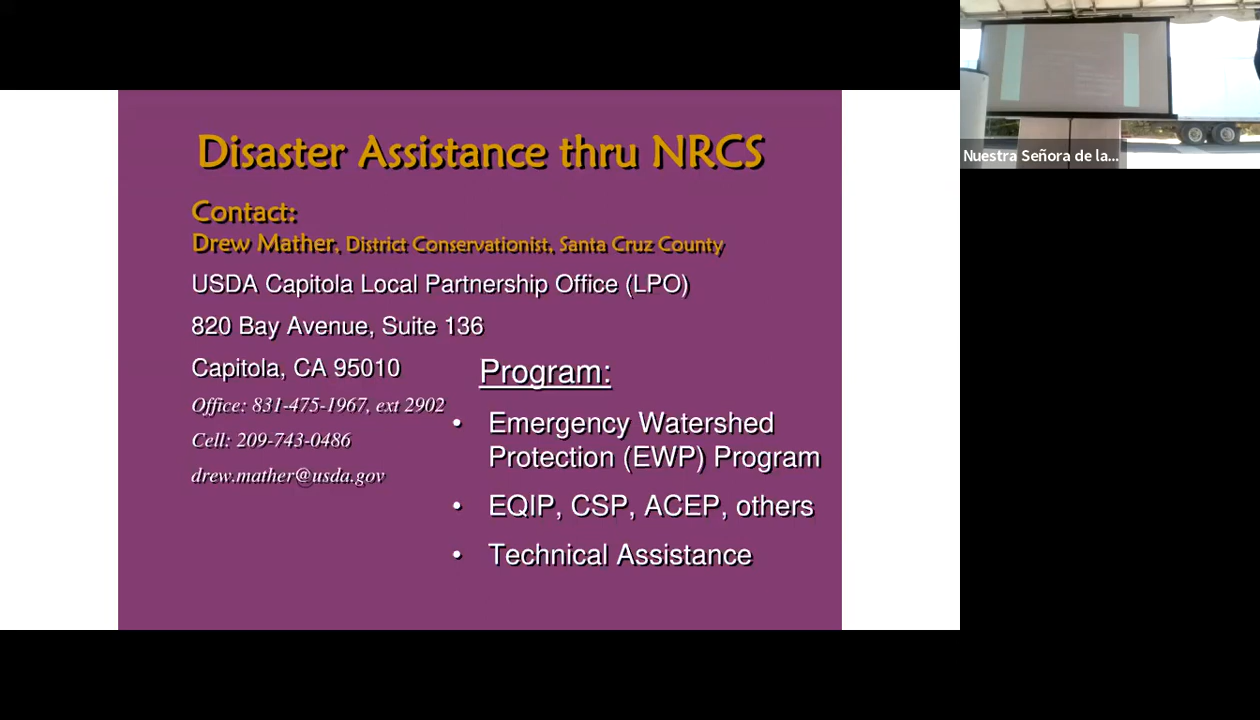 Disaster Assistance thru NRCS
Contact:
Drew Mather, District Conservationist, Santa Cruz County
USDA Capitola Local Partnership Office (LPO)
820 Bay Avenue, Suite 136
Capitola, CA 95010
Office: 831-475-1967, ext 2902
Cell: 209-743-0486
drew.mather@usda.gov
Program:
• Emergency Watershed
Protection (EWP) Program
• EQIP, CSP, ACEP, others
• Technical Assistance
Nuestra Señora de la...